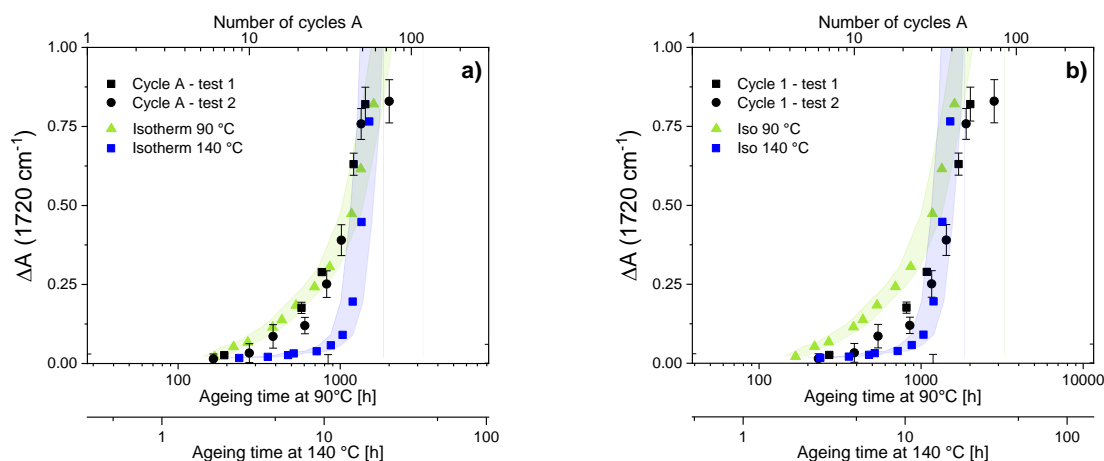 Number of cycles A
1 10 100
1.00
0.75
0.50
0.25
0.00
ΔA (1720 cm⁻¹)
a)
Cycle A - test 1
Cycle A - test 2
Isotherm 90 °C
Isotherm 140 °C
100 1000
Ageing time at 90°C [h]
1 10 100
Ageing time at 140 °C [h]
Number of cycles A
1 10 100
1.00
0.75
0.50
0.25
0.00
ΔA (1720 cm⁻¹)
b)
Cycle 1 - test 1
Cycle 1 - test 2
Iso 90 °C
Iso 140 °C
100 1000 10000
Ageing time at 90°C [h]
1 10 100
Ageing time at 140 °C [h]